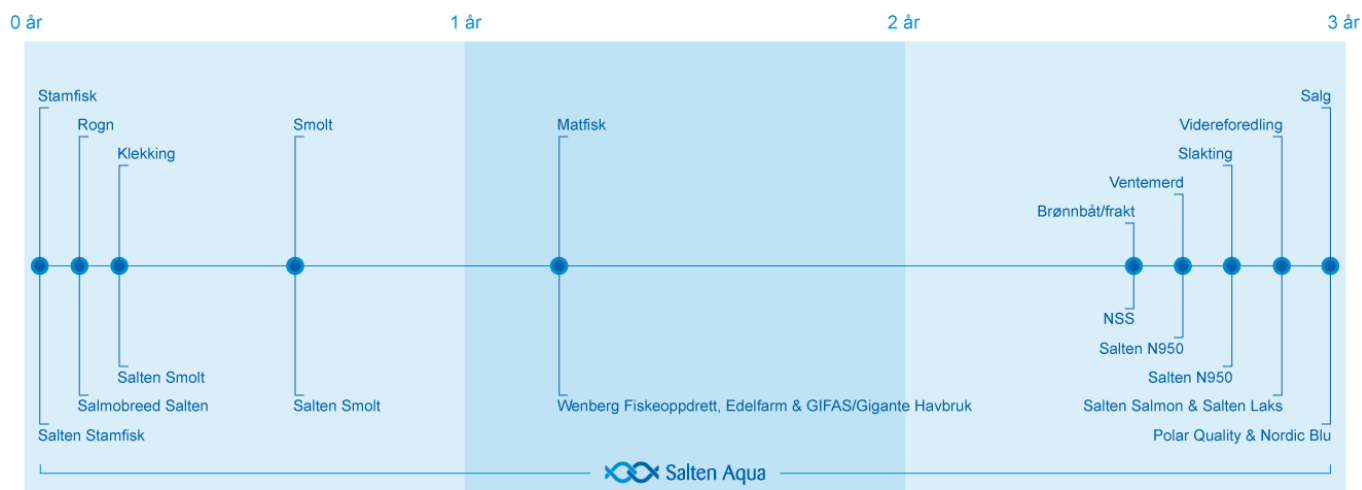 0 år
1 år
2 år
3 år
Stamfisk
Salg
Rogn
Smolt
Matfisk
Videreforedling
Klekking
Slakting
Ventemerd
Brønnbåt/frakt
NSS
Salten N950
Salten Smolt
Salten N950
Salmobreed Salten
Salten Smolt
Wenberg Fiskeoppdrett, Edelfarm & GIFAS/Gigante Havbruk
Salten Salmon & Salten Laks
Salten Stamfisk
Polar Quality & Nordic Blu
Salten Aqua